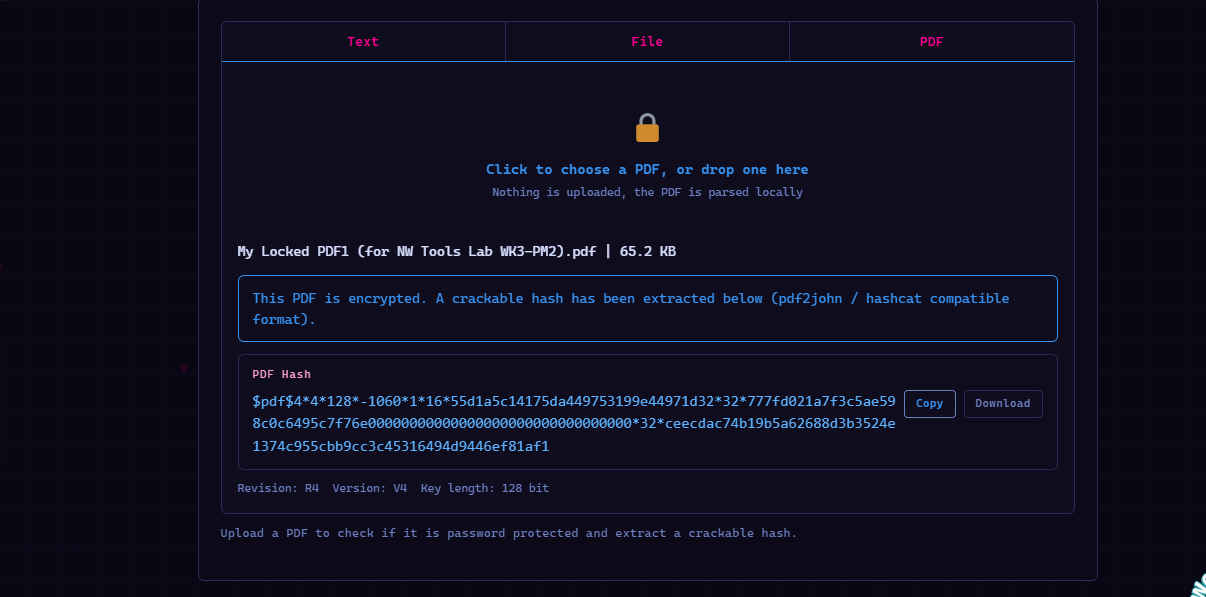 Text
File
PDF
Click to choose a PDF, or drop one here
Nothing is uploaded, the PDF is parsed locally
My Locked PDF1 (for NW Tools Lab WK3-PM2).pdf | 65.2 KB
This PDF is encrypted. A crackable hash has been extracted below (pdf2john / hashcat compatible
format).
PDF Hash
$pdf$4*4*128*-1060*1*16*55d1a5c14175da449753199e44971d32*32*777fd021a7f3c5ae59
8c0c6495c7f76e00000000000000000000000000000000*32*ceecdac74b19b5a62688d3b3524e
1374c955cbb9cc3c45316494d9446ef81af1
Copy
Download
Revision: R4 Version: V4 Key length: 128 bit
Upload a PDF to check if it is password protected and extract a crackable hash.